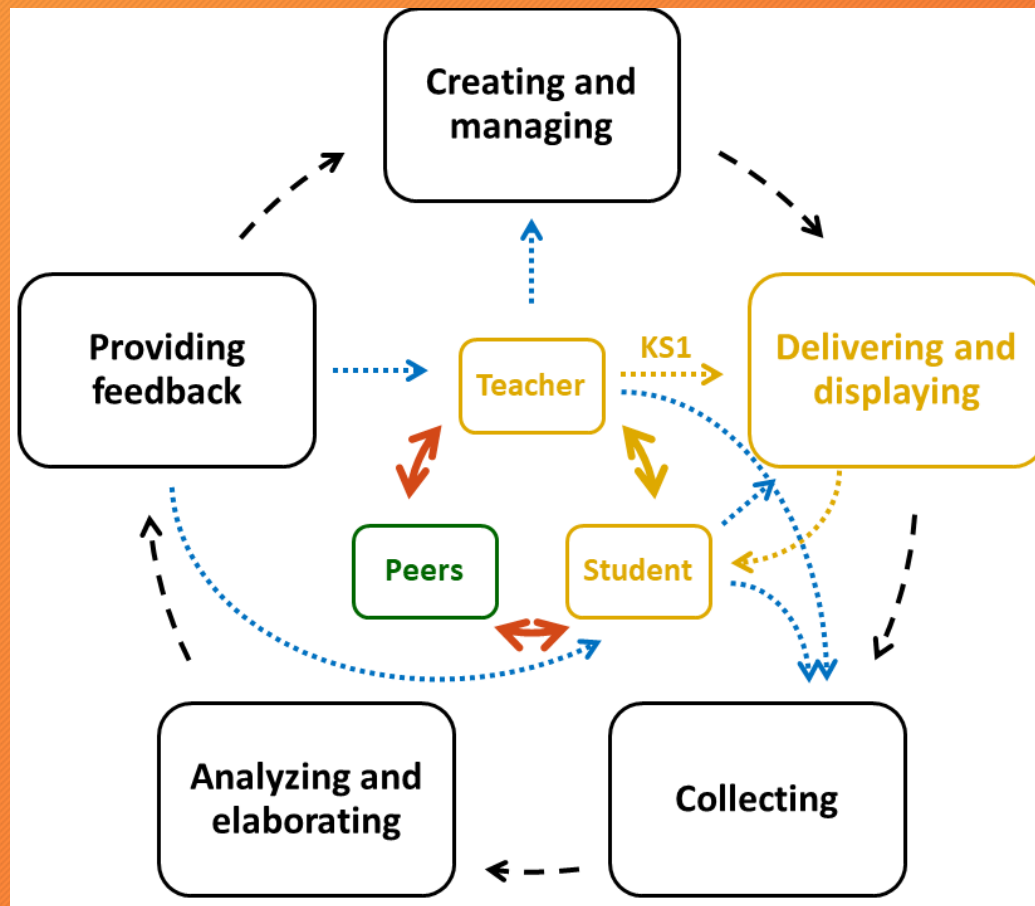 Creating and
managing
Providing
feedback
Teacher
KS1
Delivering and
displaying
Peers
Student
Analyzing and
elaborating
Collecting